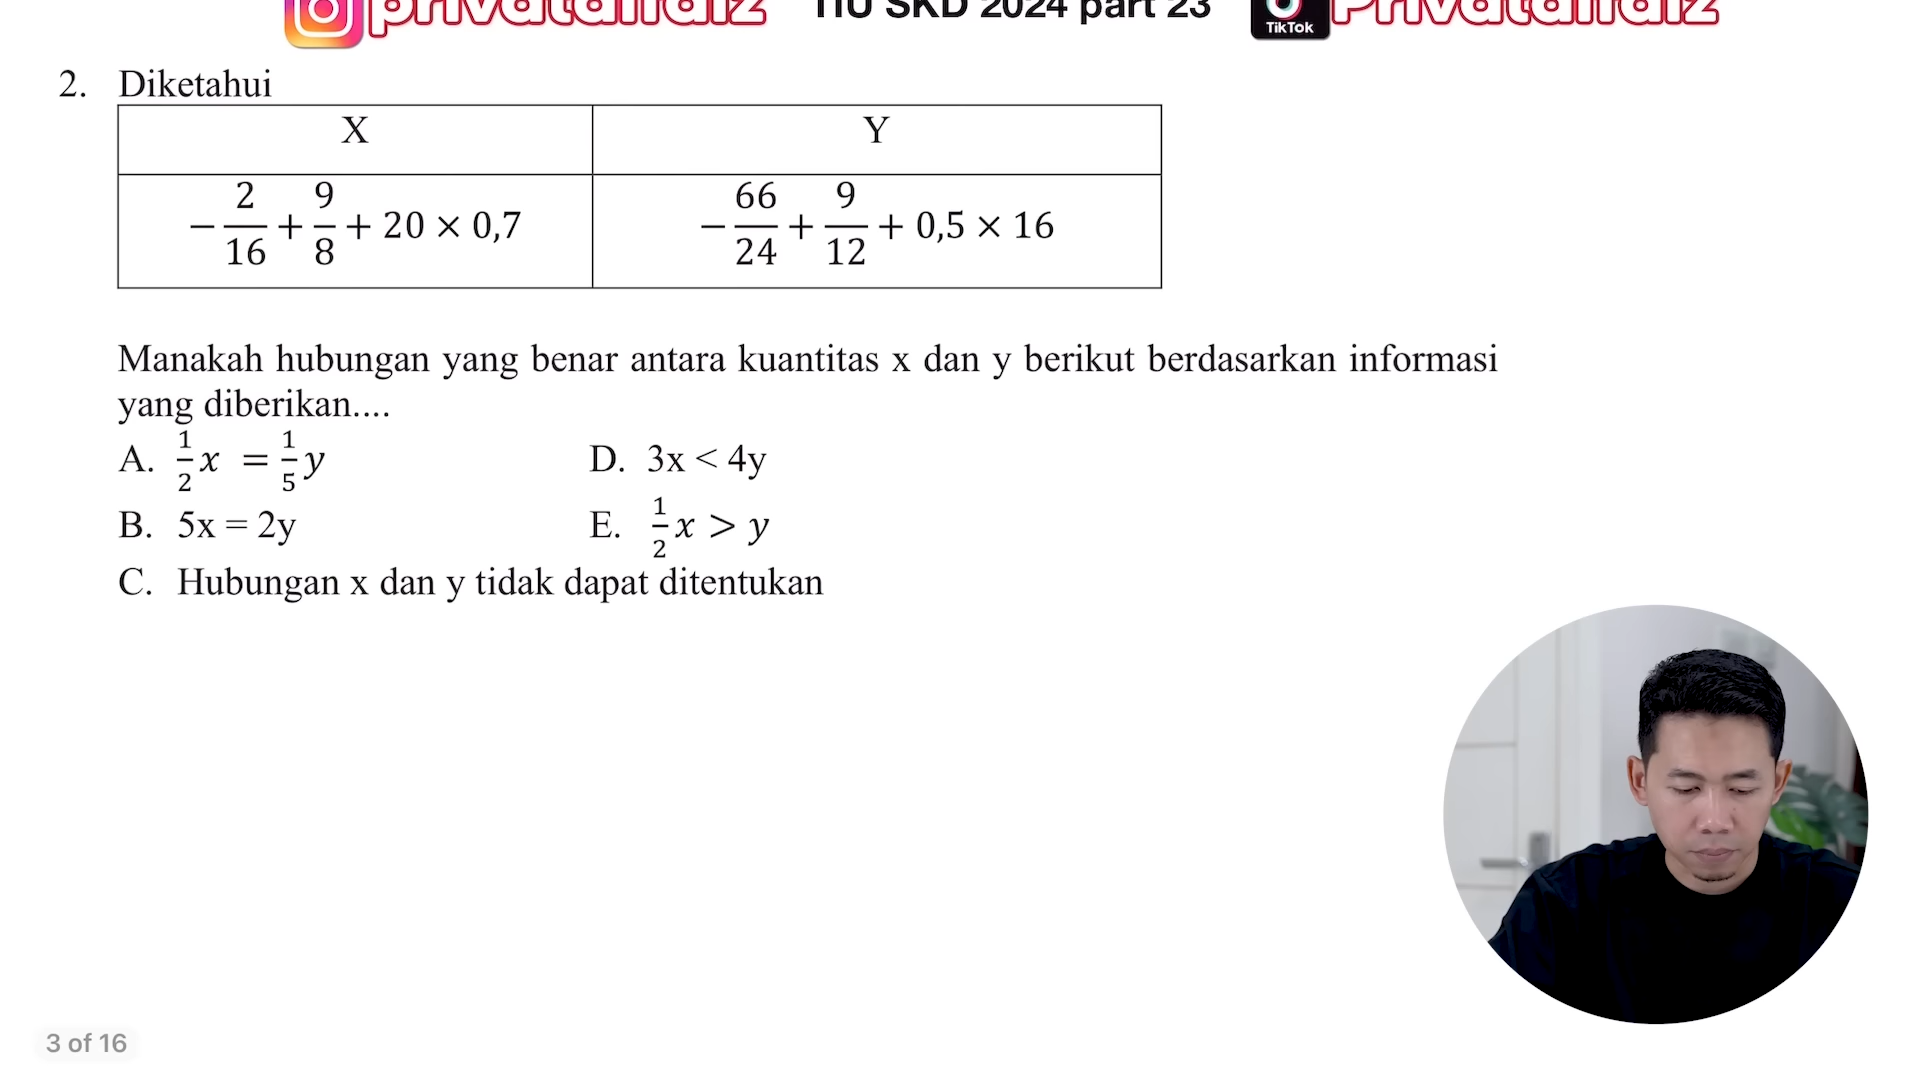 privatalfaiz TIU SKD 2024 part 23 TikTok Privatalfaiz
2. Diketahui
X Y
−2/16 + 9/8 + 20 × 0,7 −66/24 + 9/12 + 0,5 × 16
Manakah hubungan yang benar antara kuantitas x dan y berikut berdasarkan informasi
yang diberikan....
A. 1/2 x = 1/5 y D. 3x < 4y
B. 5x = 2y E. 1/2 x > y
C. Hubungan x dan y tidak dapat ditentukan
3 of 16